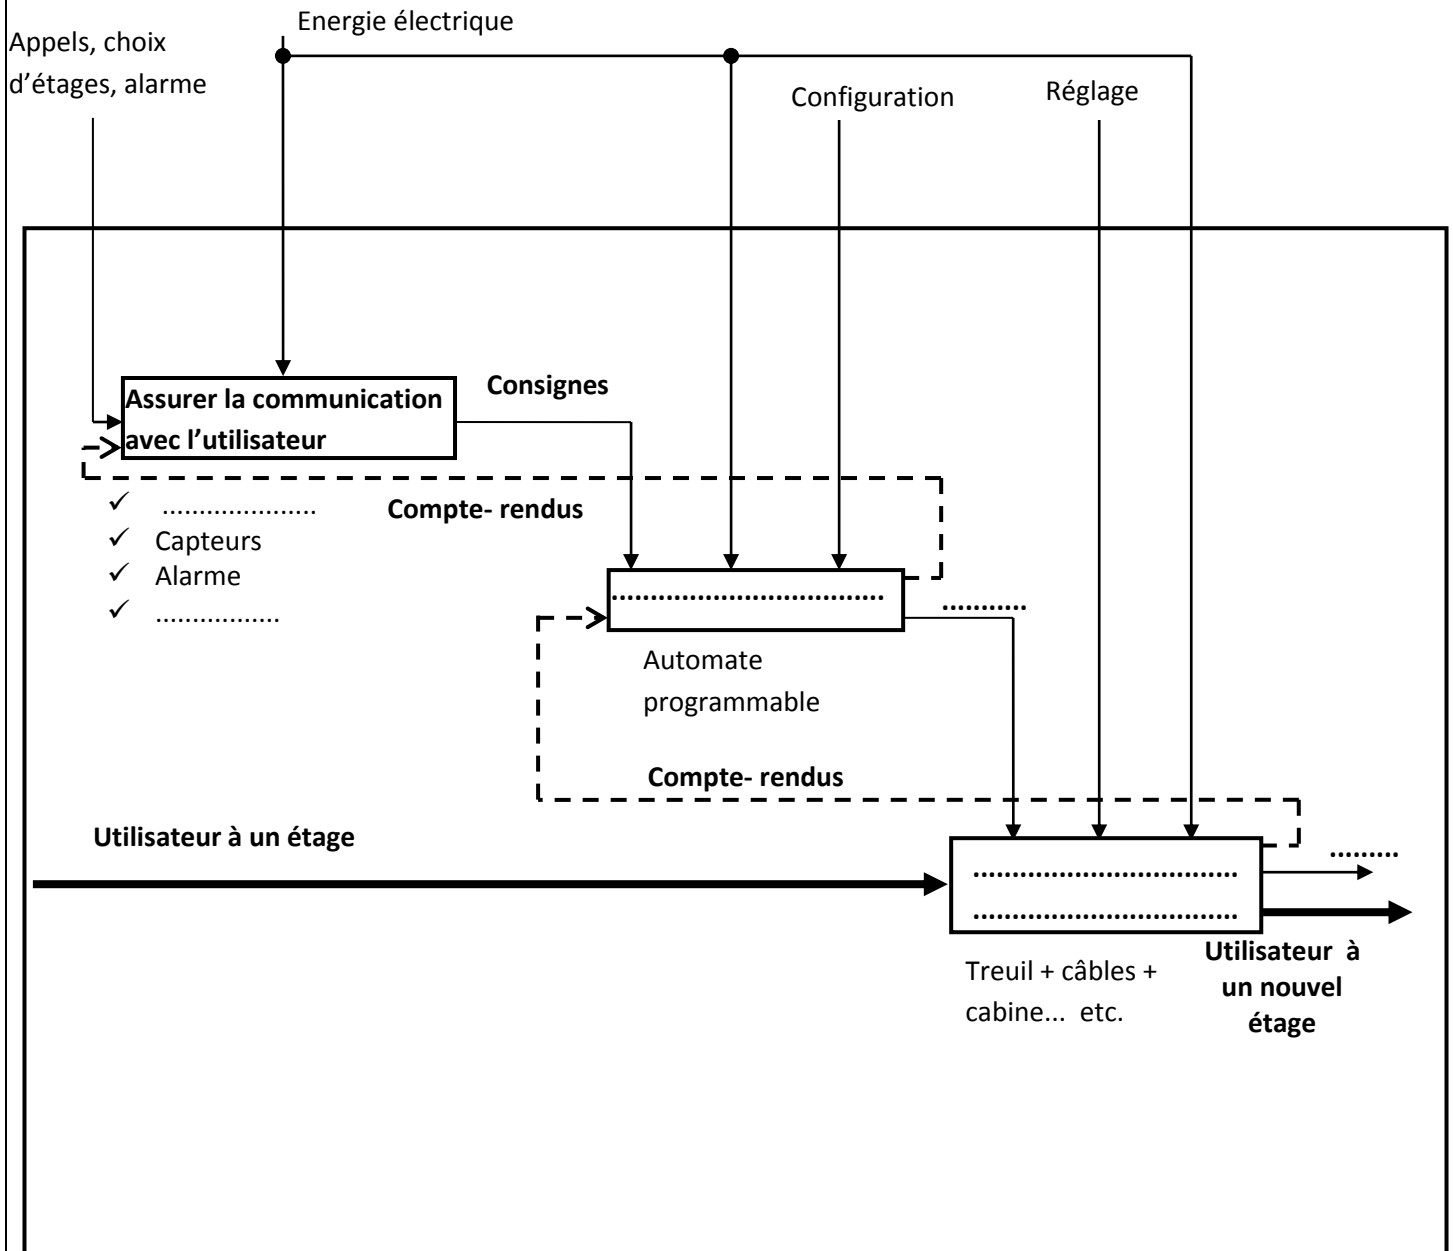 Energie électrique
Appels, choix
d'étages, alarme
Configuration
Réglage
Assurer la communication
avec l'utilisateur
Consignes
Compte- rendus
✓ .....................
✓ Capteurs
✓ Alarme
✓ .................
...................................
...........
Automate
programmable
Compte- rendus
Utilisateur à un étage
..................................
..................................
.........
Treuil + câbles +
cabine... etc.
Utilisateur à
un nouvel
étage